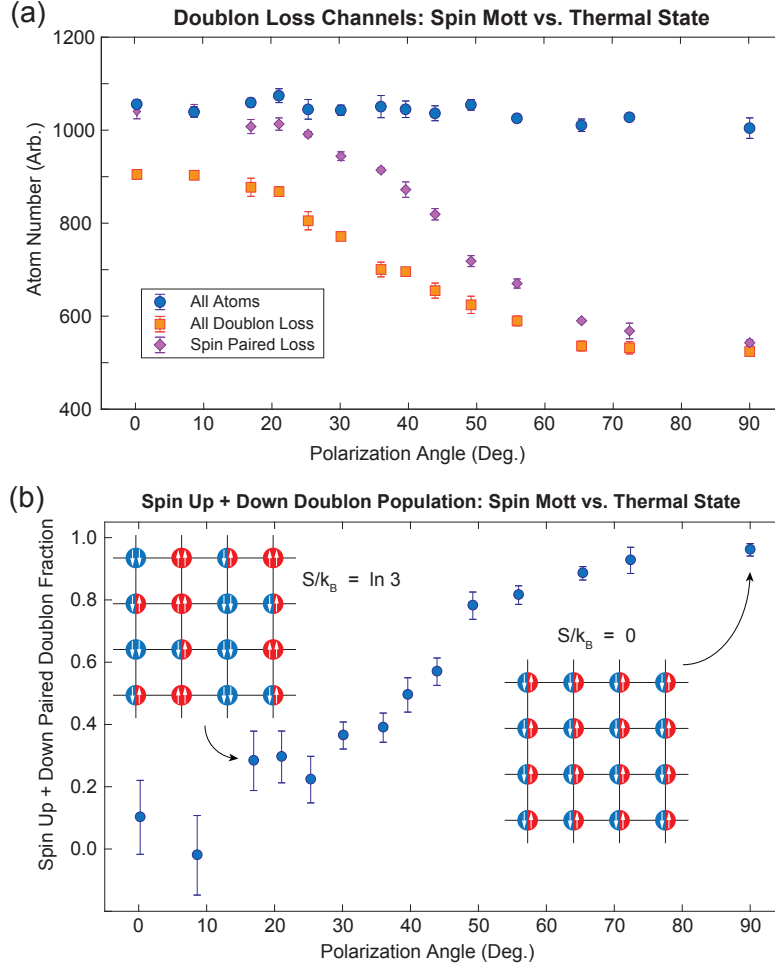 (a)
Doublon Loss Channels: Spin Mott vs. Thermal State
1200
1000
800
600
400
Atom Number (Arb.)
All Atoms
All Doublon Loss
Spin Paired Loss
0 10 20 30 40 50 60 70 80 90
Polarization Angle (Deg.)
(b)
Spin Up + Down Doublon Population: Spin Mott vs. Thermal State
1.0
0.8
0.6
0.4
0.2
0.0
Spin Up + Down Paired Doublon Fraction
S/kB = ln 3
S/kB = 0
0 10 20 30 40 50 60 70 80 90
Polarization Angle (Deg.)